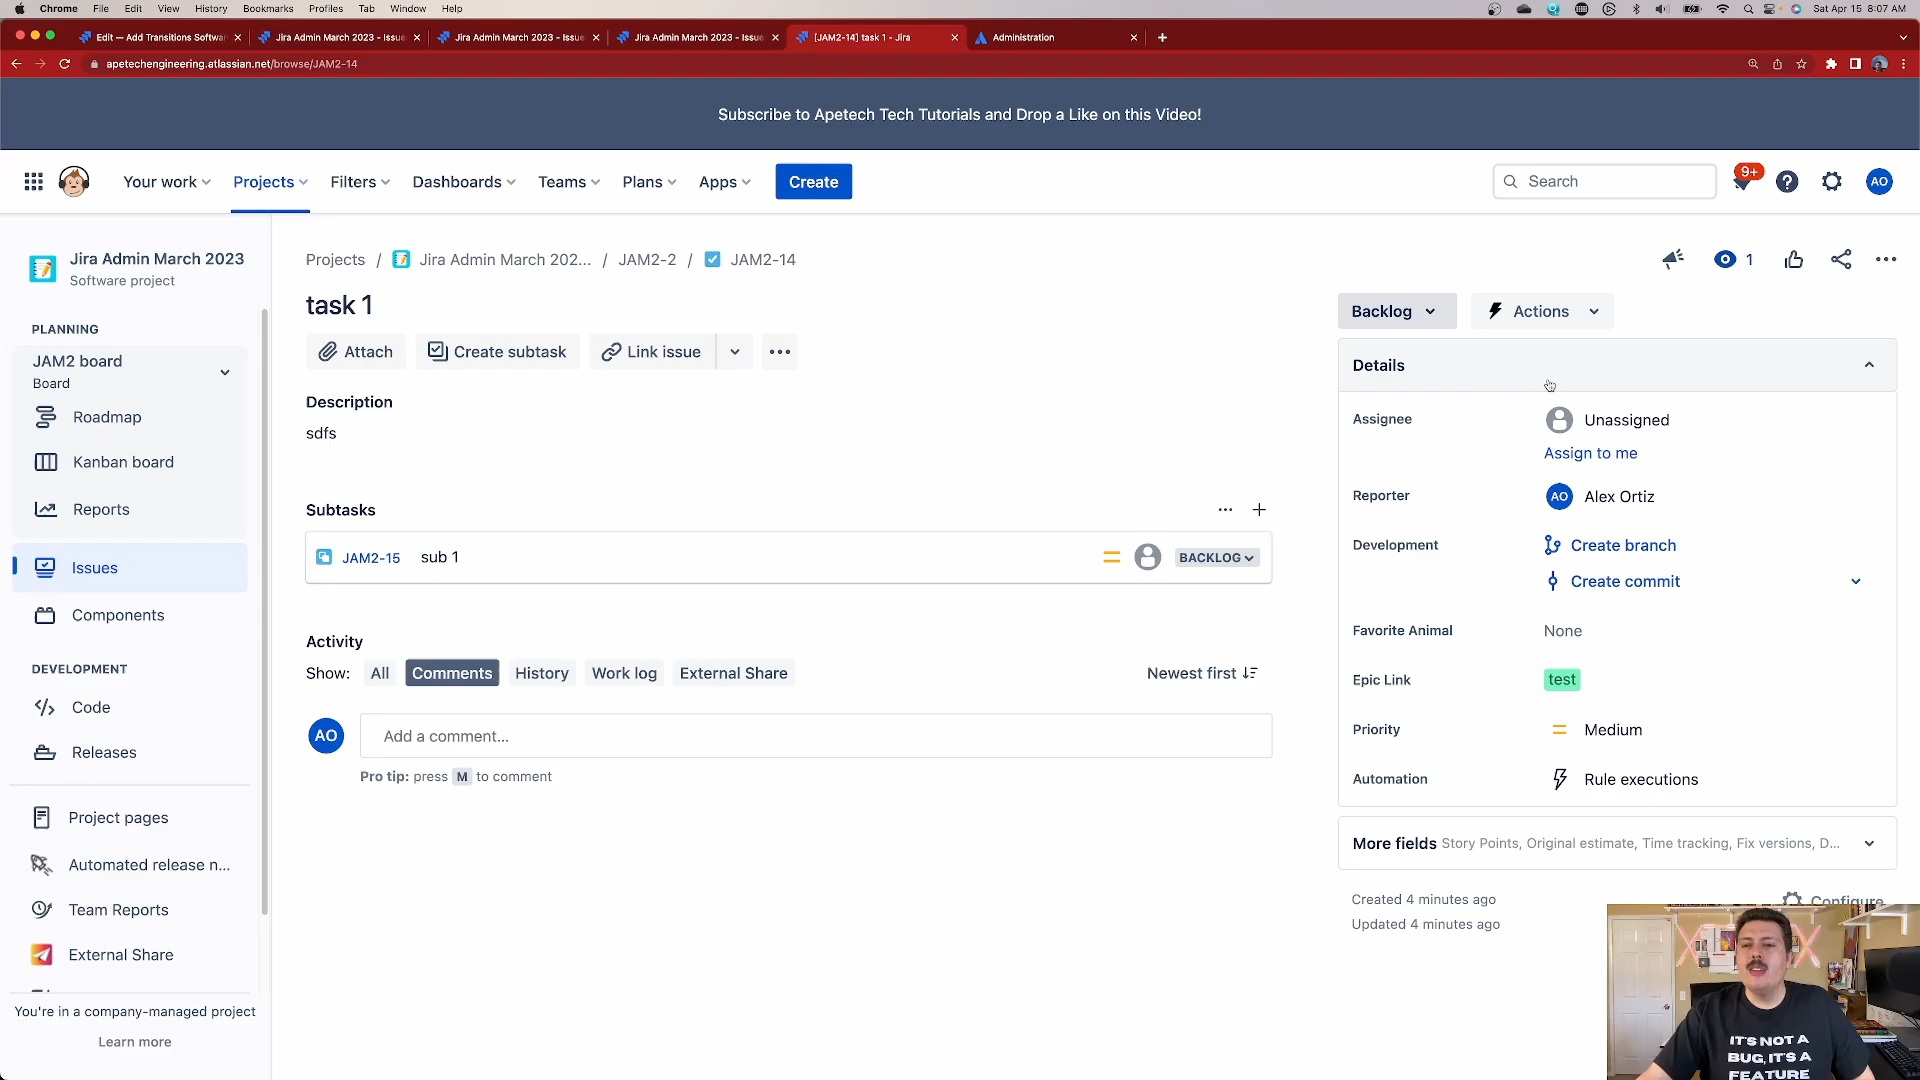 Chrome File Edit View History Bookmarks Profiles Tab Window Help
Sat Apr 15 8:07 AM
Edit — Add Transitions Softwar
Jira Admin March 2023 - Issue
Jira Admin March 2023 - Issue
Jira Admin March 2023 - Issue
[JAM2-14] task 1 - Jira
Administration
apetechengineering.atlassian.net/browse/JAM2-14
Subscribe to Apetech Tech Tutorials and Drop a Like on this Video!
Your work Projects Filters Dashboards Teams Plans Apps Create
Search
9+
AO
Jira Admin March 2023
Software project
PLANNING
JAM2 board
Board
Roadmap
Kanban board
Reports
Issues
Components
DEVELOPMENT
Code
Releases
Project pages
Automated release n...
Team Reports
External Share
You're in a company-managed project
Learn more
Projects / Jira Admin March 202... / JAM2-2 / JAM2-14
1
task 1
Attach
Create subtask
Link issue
Description
sdfs
Subtasks
JAM2-15 sub 1
BACKLOG
Activity
Show: All Comments History Work log External Share
Newest first
AO
Add a comment...
Pro tip: press M to comment
Backlog
Actions
Details
Assignee
Unassigned
Assign to me
Reporter
AO
Alex Ortiz
Development
Create branch
Create commit
Favorite Animal
None
Epic Link
test
Priority
Medium
Automation
Rule executions
More fields Story Points, Original estimate, Time tracking, Fix versions, D...
Created 4 minutes ago
Configure
Updated 4 minutes ago
IT'S NOT A
BUG, IT'S A
FEATURE